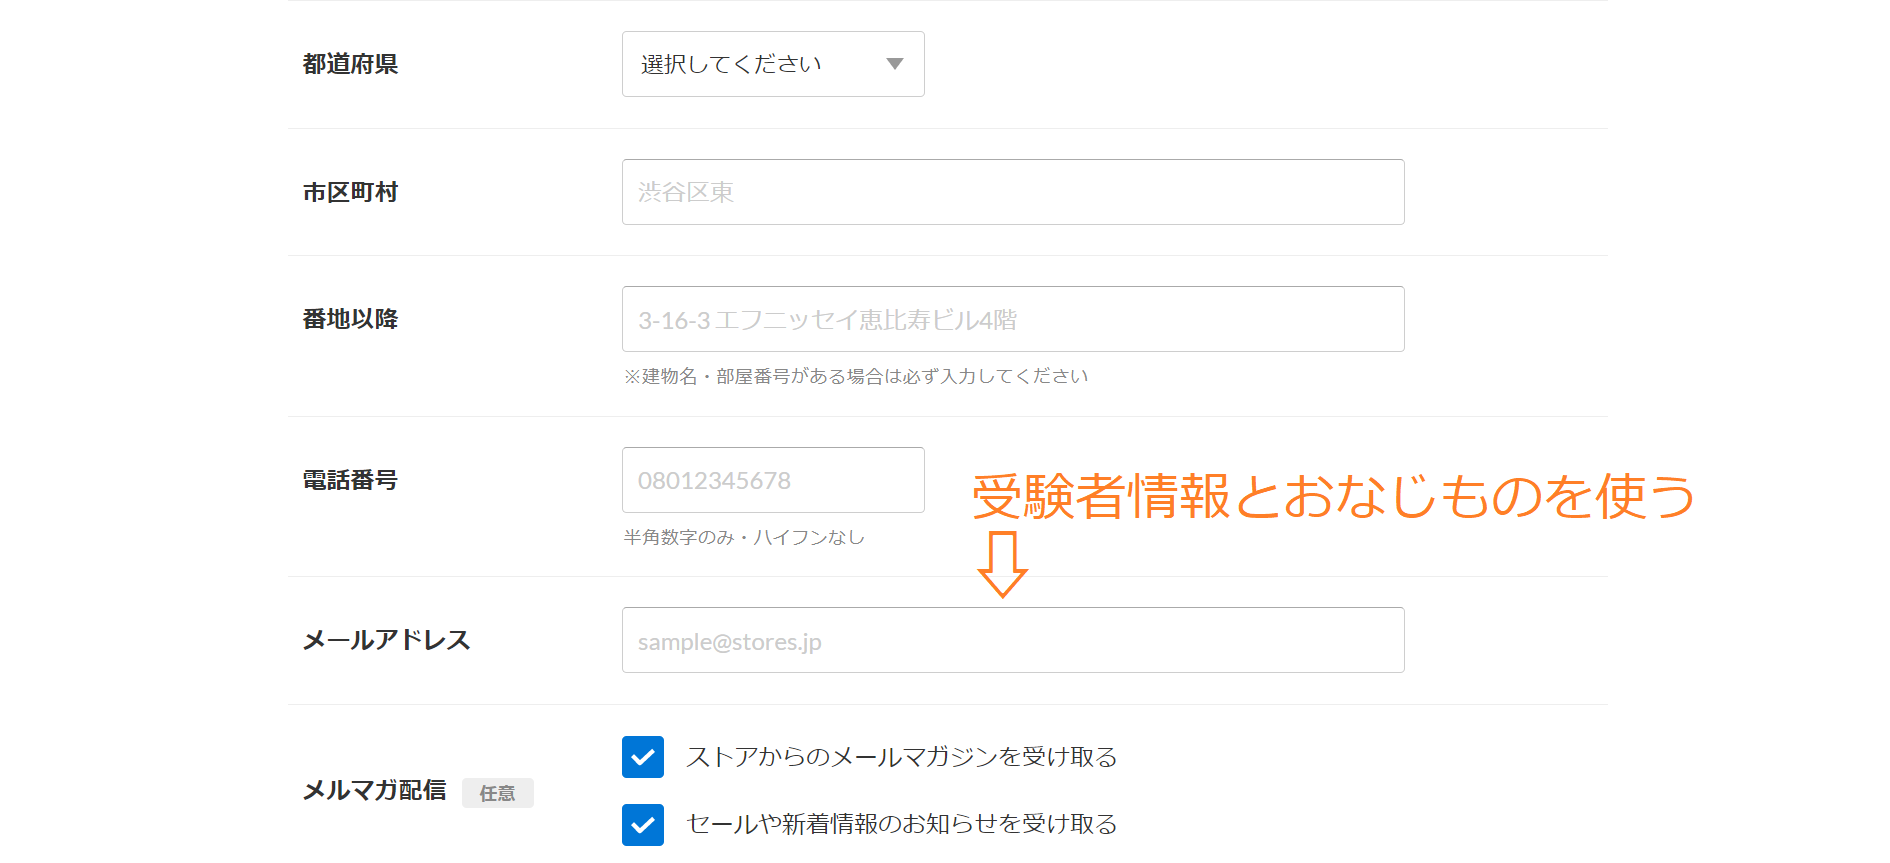 都道府県
選択してください
市区町村
渋谷区東
番地以降
3-16-3 エフニッセイ恵比寿ビル4階
※建物名・部屋番号がある場合は必ず入力してください
電話番号
08012345678
受験者情報とおなじものを使う
半角数字のみ・ハイフンなし
メールアドレス
sample@stores.jp
メルマガ配信 任意
ストアからのメールマガジンを受け取る
セールや新着情報のお知らせを受け取る